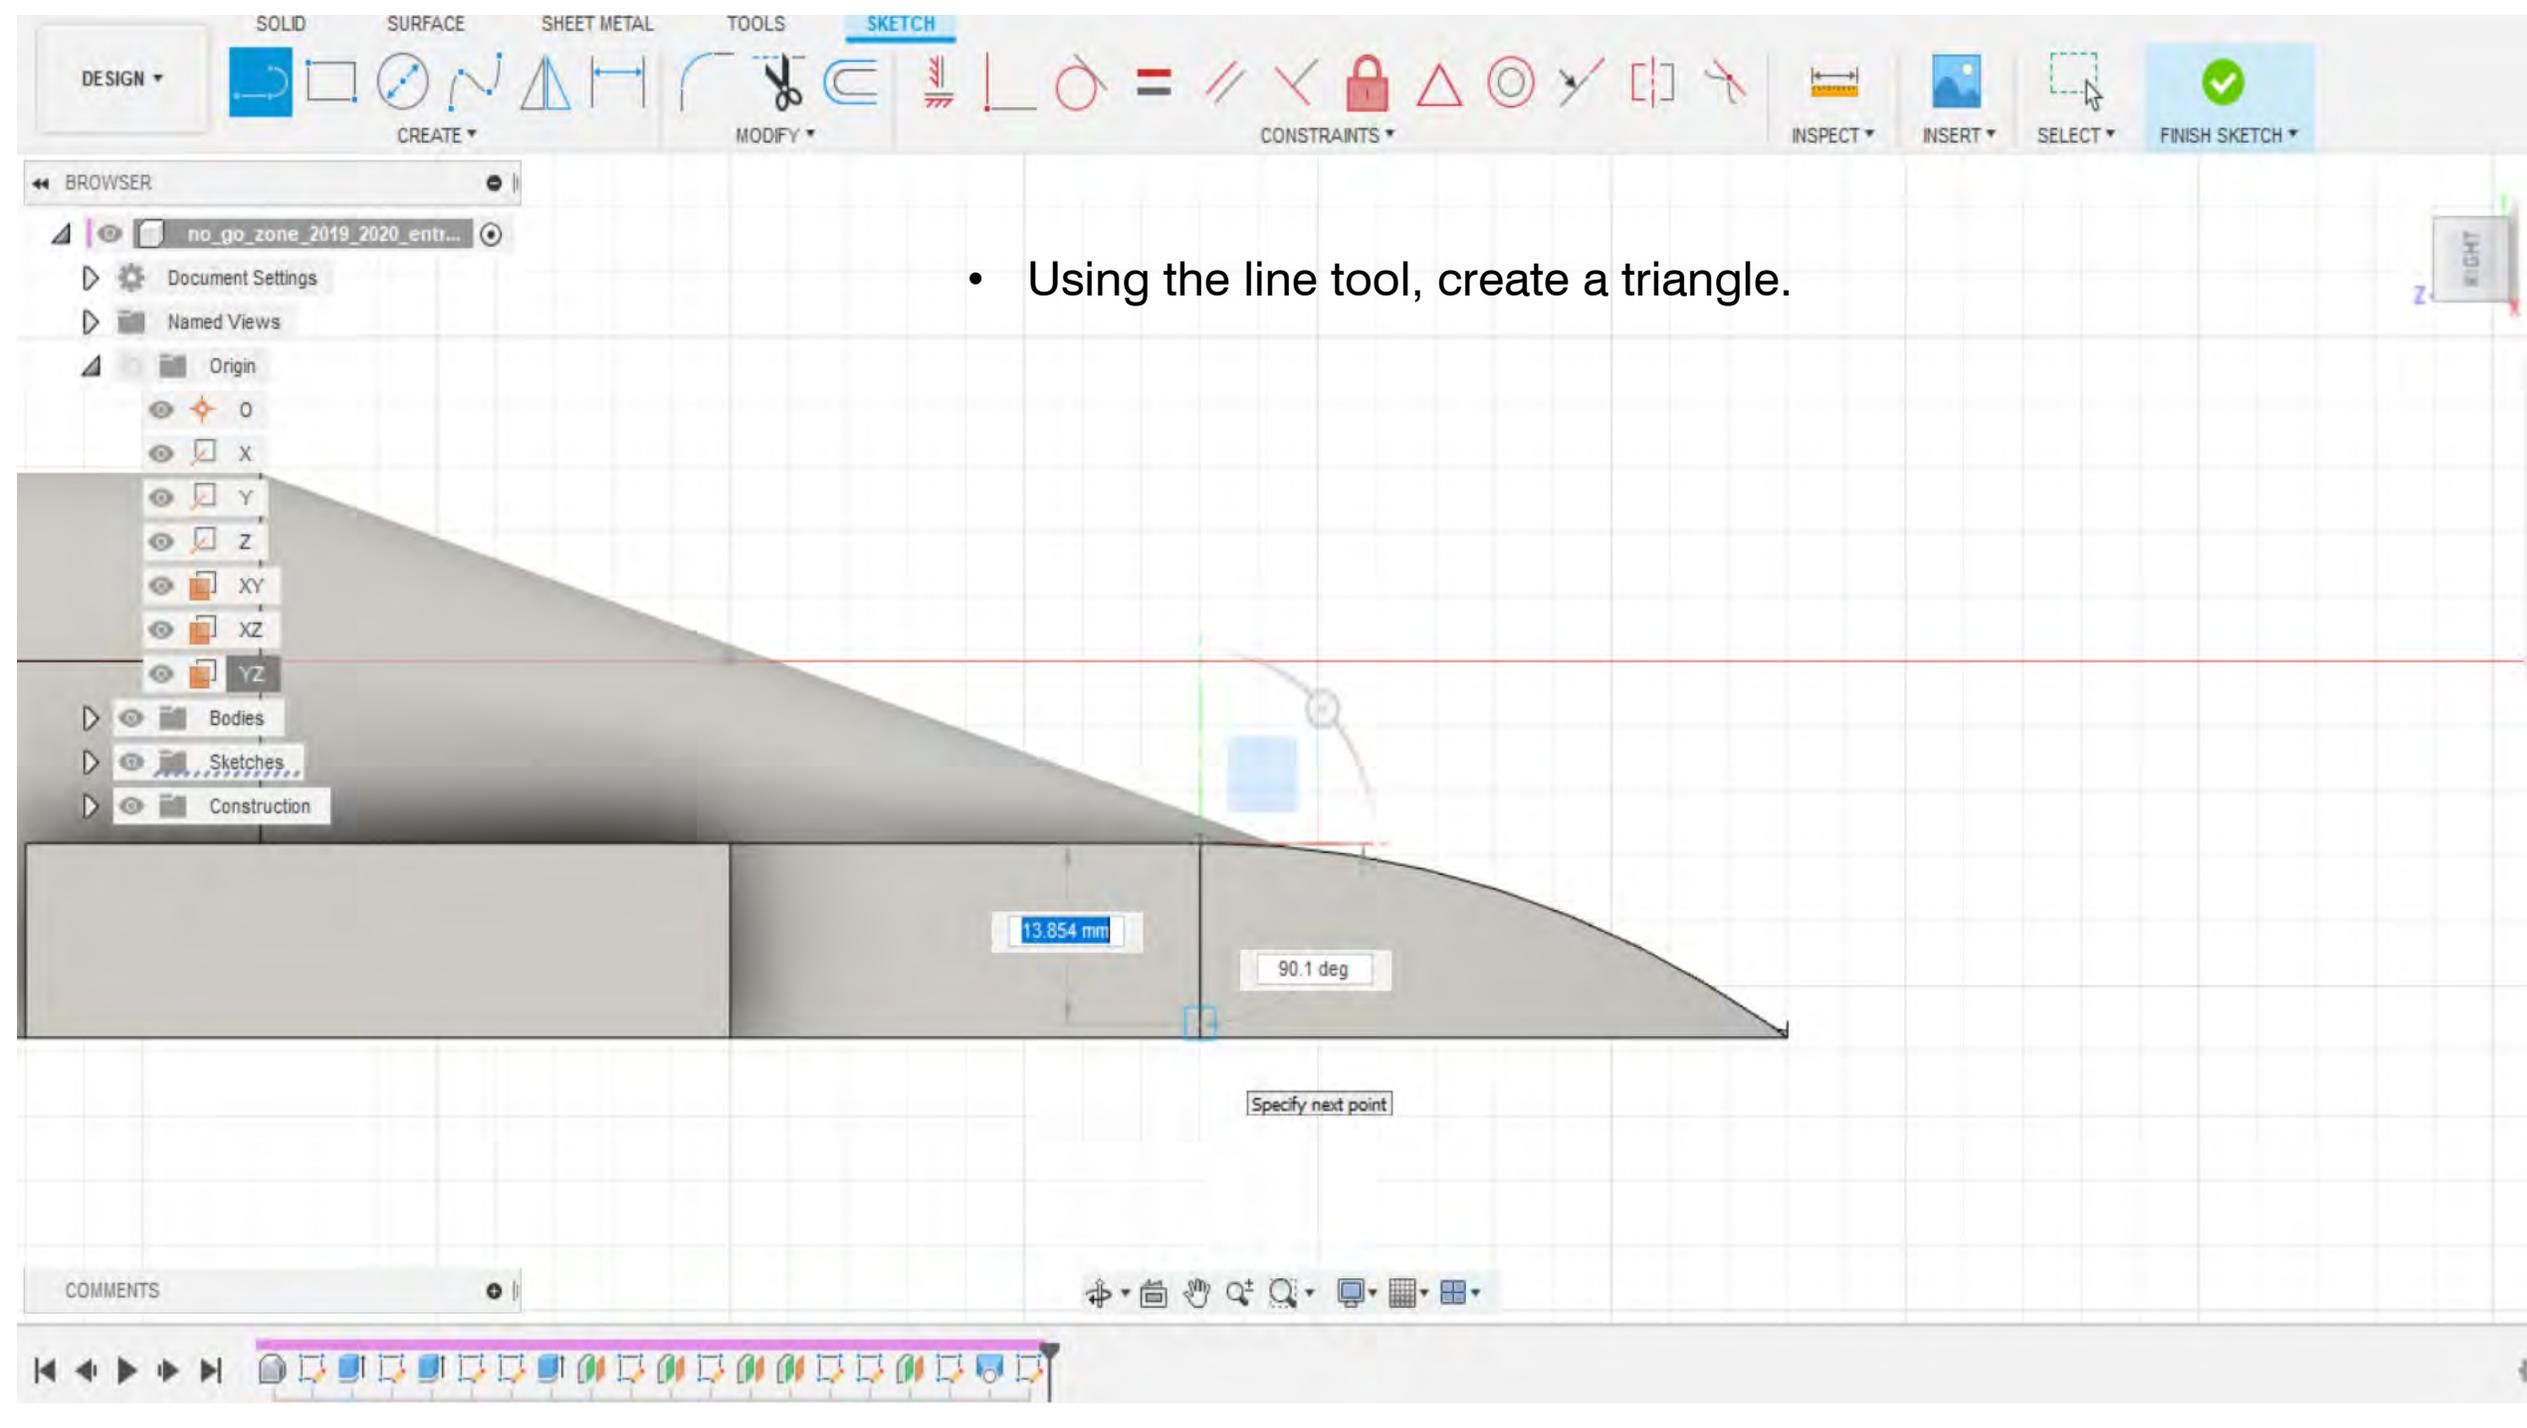 SOLID SURFACE SHEET METAL TOOLS SKETCH
DESIGN ▾
CREATE ▾ MODIFY ▾ CONSTRAINTS ▾ INSPECT ▾ INSERT ▾ SELECT ▾ FINISH SKETCH ▾
BROWSER
no_go_zone_2019_2020_entr...
• Using the line tool, create a triangle.
RIGHT
Z
X
Document Settings
Named Views
Origin
O
X
Y
Z
XY
XZ
YZ
Bodies
Sketches
Construction
13.854 mm
90.1 deg
Specify next point
COMMENTS